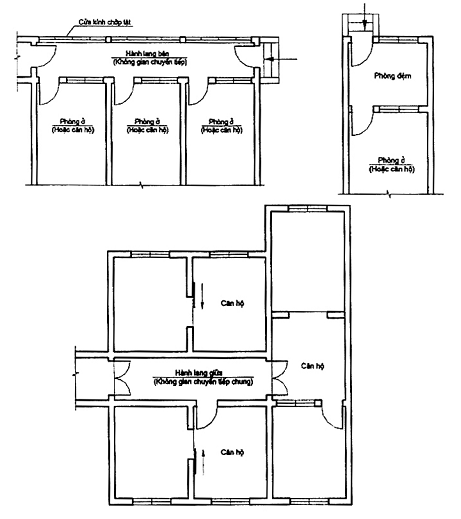 Cửa kính chớp lật
Hành lang bên
(Không gian chuyển tiếp)
Phòng ở
(Hoặc căn hộ)
Phòng ở
(Hoặc căn hộ)
Phòng ở
(Hoặc căn hộ)
Phòng đệm
Phòng ở
(Hoặc căn hộ)
Căn hộ
Hành lang giữa
(Không gian chuyển tiếp chung)
Căn hộ
Căn hộ